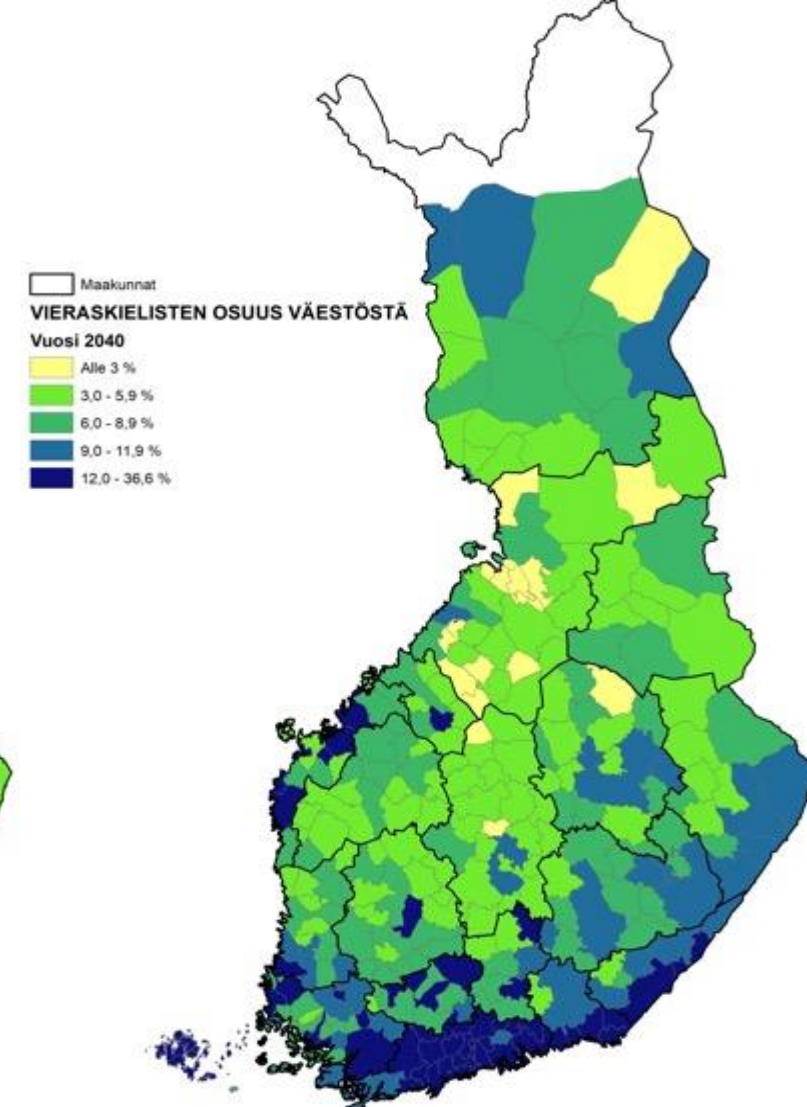 Maakunnat
VIERASKIELISTEN OSUUS VÄESTÖSTÄ
Vuosi 2040
Alle 3 %
3,0 - 5,9 %
6,0 - 8,9 %
9,0 - 11,9 %
12,0 - 36,6 %